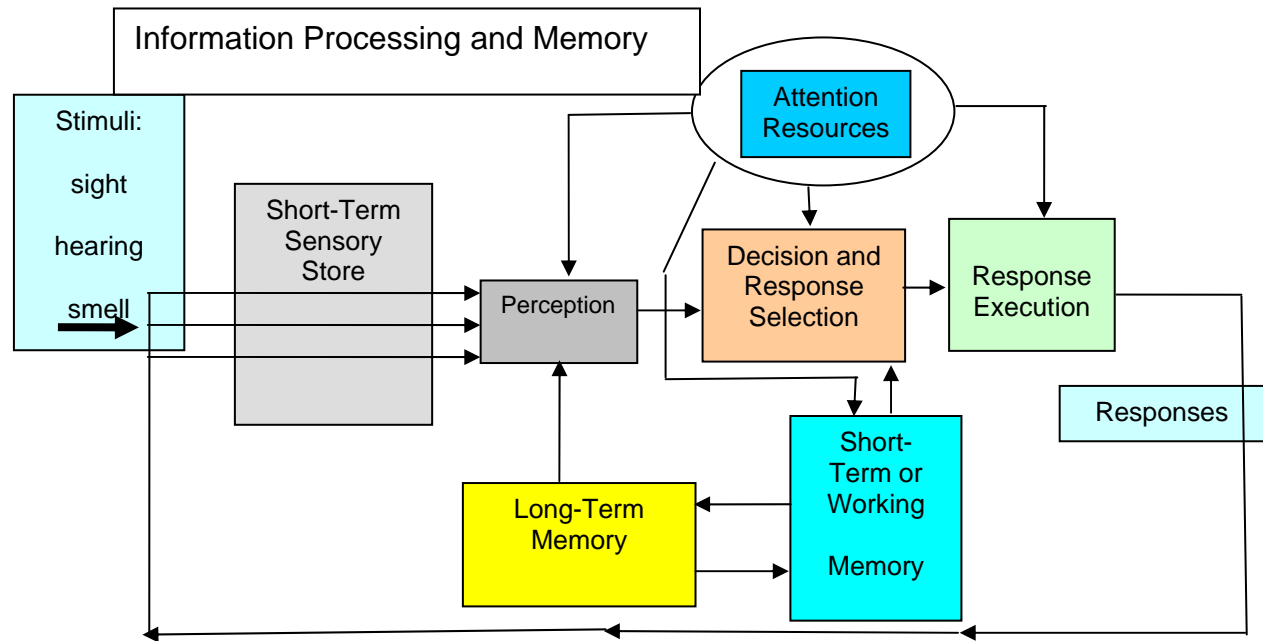 Information Processing and Memory
Attention
Resources
Stimuli:
sight
hearing
smell
Short-Term
Sensory
Store
Perception
Decision and
Response
Selection
Response
Execution
Responses
Long-Term
Memory
Short-
Term or
Working
Memory